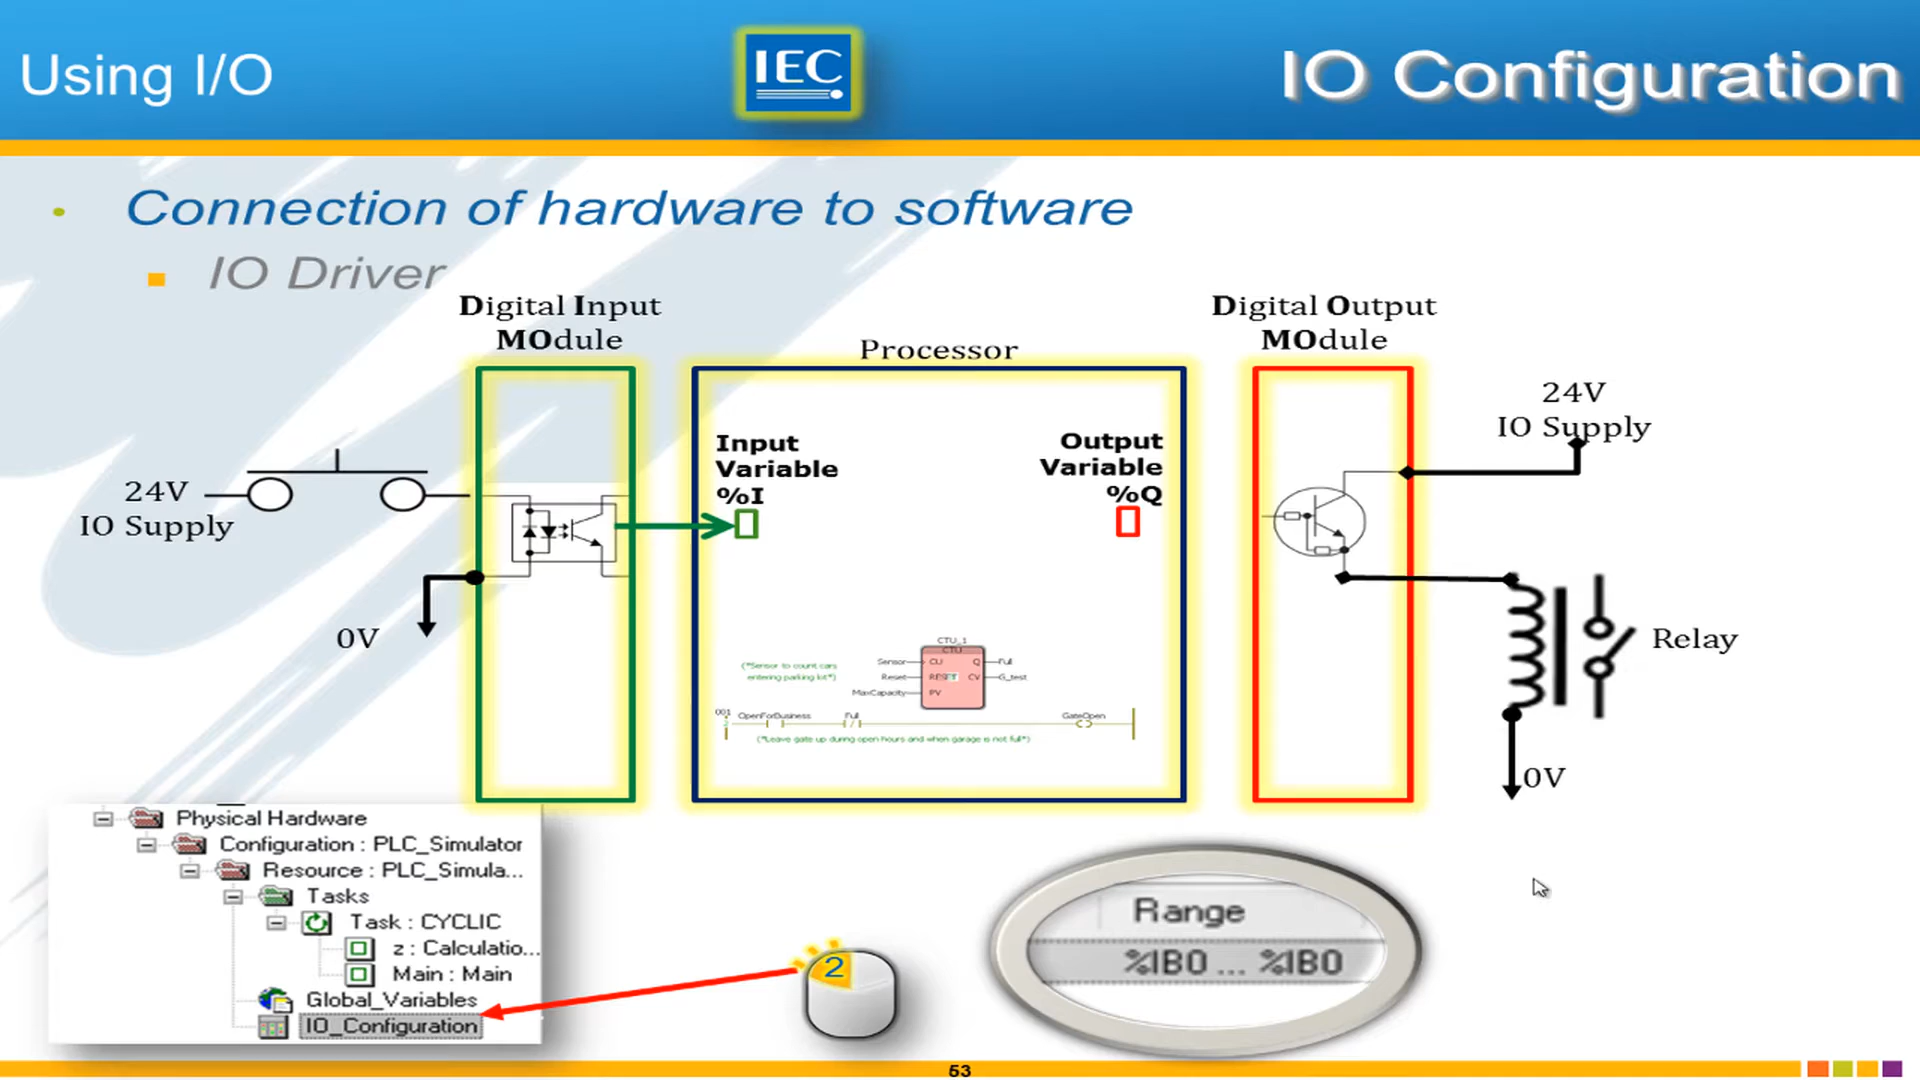 Using I/O
IEC
IO Configuration
Connection of hardware to software
IO Driver
Digital Input
MOdule
Processor
Digital Output
MOdule
24V
IO Supply
0V
Input
Variable
%I
Output
Variable
%Q
24V
IO Supply
Relay
0V
CTU_1
CTU
(*Sensor to count cars
entering parking lot*)
Sensor
CU
Q
Full
Reset
RESET
CV
G_test
MaxCapacity
PV
001
OpenForBusiness
Full
GateOpen
(*Leave gate up during open hours and when garage is not full*)
Physical Hardware
Configuration : PLC_Simulator
Resource : PLC_Simula...
Tasks
Task : CYCLIC
z : Calculatio...
Main : Main
Global_Variables
IO_Configuration
2
Range
%IB0 ... %IB0
53